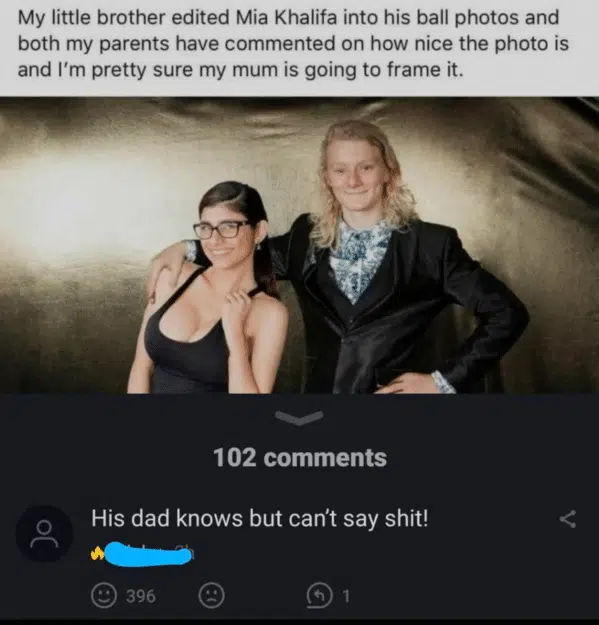 My little brother edited Mia Khalifa into his ball photos and
both my parents have commented on how nice the photo is
and I'm pretty sure my mum is going to frame it.
102 comments
His dad knows but can't say shit!
396
1